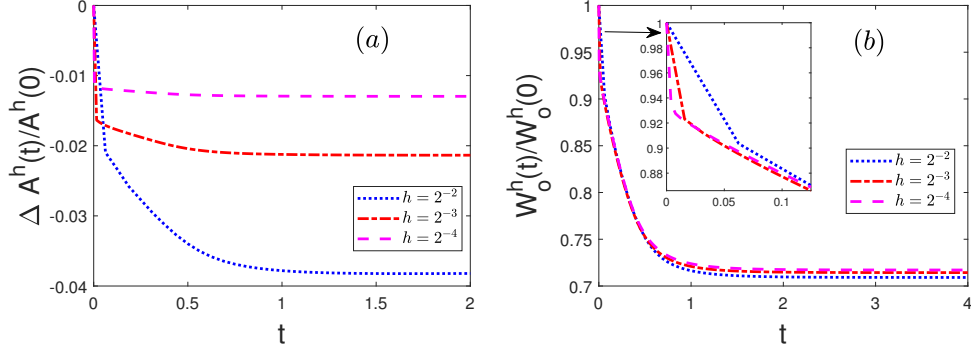 (a)
0
-0.01
-0.02
-0.03
-0.04
0
0.5
1
1.5
2
t
Δ A^h(t)/A^h(0)
h = 2^{-2}
h = 2^{-3}
h = 2^{-4}
(b)
1
0.95
0.9
0.85
0.8
0.75
0.7
0
1
2
3
4
t
W_o^h(t)/W_o^h(0)
1
0.98
0.96
0.94
0.92
0.9
0.88
0
0.05
0.1
h = 2^{-2}
h = 2^{-3}
h = 2^{-4}